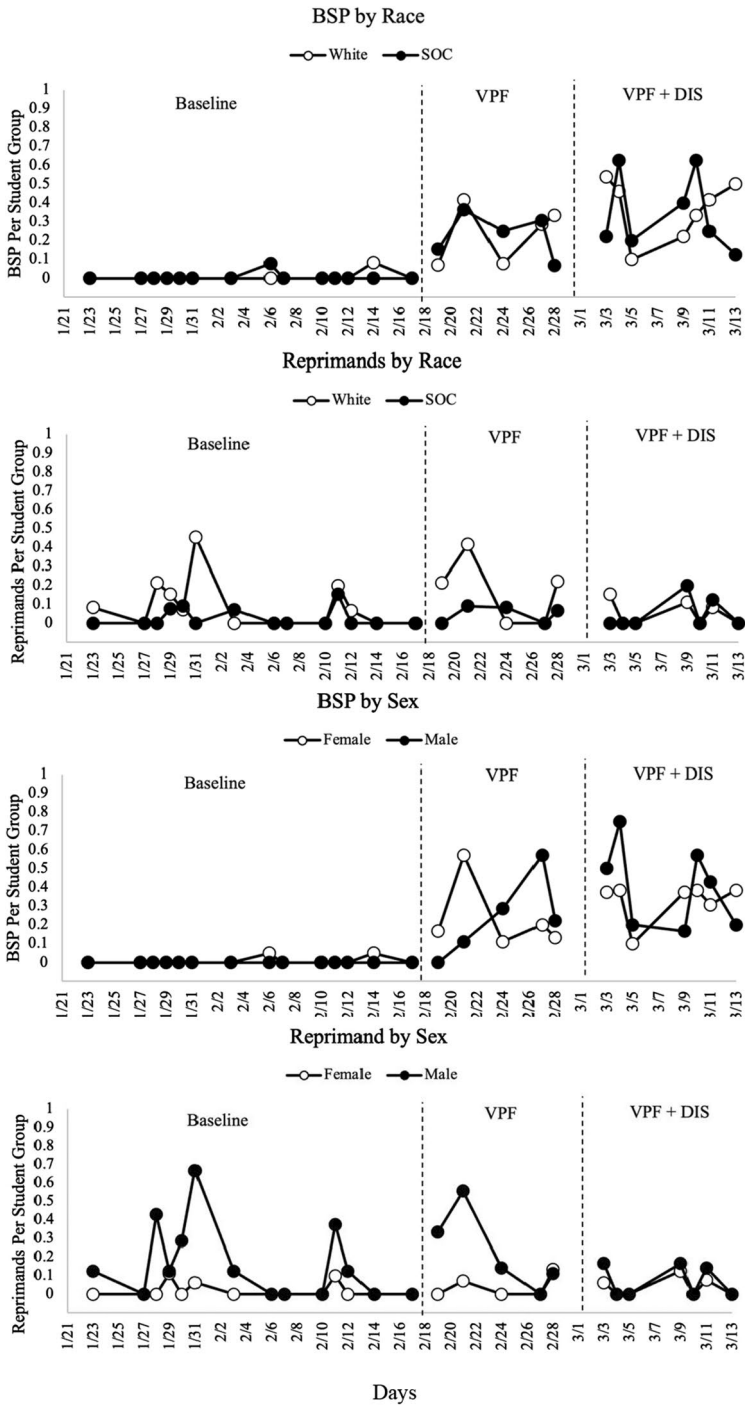 BSP by Race
White SOC
Baseline VPF VPF + DIS
BSP Per Student Group
1
0.9
0.8
0.7
0.6
0.5
0.4
0.3
0.2
0.1
0
1/21 1/23 1/25 1/27 1/29 1/31 2/2 2/4 2/6 2/8 2/10 2/12 2/14 2/16 2/18 2/20 2/22 2/24 2/26 2/28 3/1 3/3 3/5 3/7 3/9 3/11 3/13
Reprimands by Race
White SOC
Baseline VPF VPF + DIS
Reprimands Per Student Group
1
0.9
0.8
0.7
0.6
0.5
0.4
0.3
0.2
0.1
0
1/21 1/23 1/25 1/27 1/29 1/31 2/2 2/4 2/6 2/8 2/10 2/12 2/14 2/16 2/18 2/20 2/22 2/24 2/26 2/28 3/1 3/3 3/5 3/7 3/9 3/11 3/13
BSP by Sex
Female Male
Baseline VPF VPF + DIS
BSP Per Student Group
1
0.9
0.8
0.7
0.6
0.5
0.4
0.3
0.2
0.1
0
1/21 1/23 1/25 1/27 1/29 1/31 2/2 2/4 2/6 2/8 2/10 2/12 2/14 2/16 2/18 2/20 2/22 2/24 2/26 2/28 3/1 3/3 3/5 3/7 3/9 3/11 3/13
Reprimand by Sex
Female Male
Baseline VPF VPF + DIS
Reprimands Per Student Group
1
0.9
0.8
0.7
0.6
0.5
0.4
0.3
0.2
0.1
0
1/21 1/23 1/25 1/27 1/29 1/31 2/2 2/4 2/6 2/8 2/10 2/12 2/14 2/16 2/18 2/20 2/22 2/24 2/26 2/28 3/1 3/3 3/5 3/7 3/9 3/11 3/13
Days